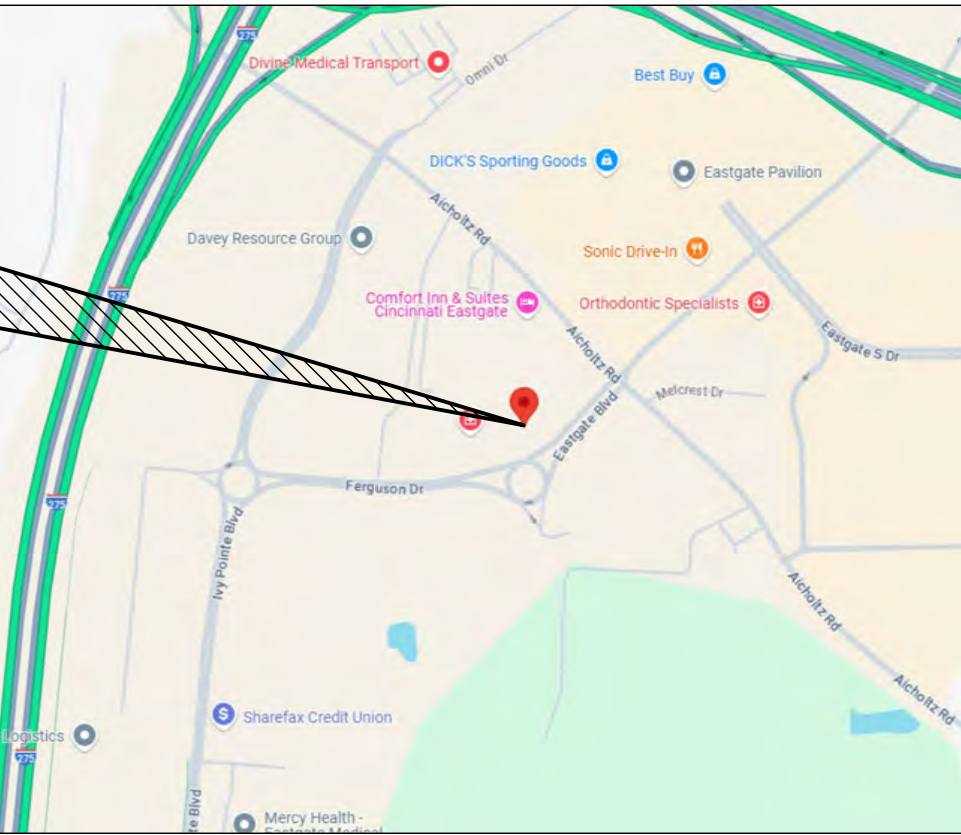 275
Divine Medical Transport
Omni Dr
Best Buy
DICK'S Sporting Goods
Eastgate Pavilion
Aicholtz Rd
Davey Resource Group
Sonic Drive-In
275
Comfort Inn & Suites
Cincinnati Eastgate
Orthodontic Specialists
Aicholtz Rd
Eastgate S Dr
Melcrest Dr
Eastgate Blvd
Ferguson Dr
275
Ivy Pointe Blvd
Aicholtz Rd
Aicholtz Rd
Sharefax Credit Union
Logistics
275
te Blvd
Mercy Health -
Eastgate Medical